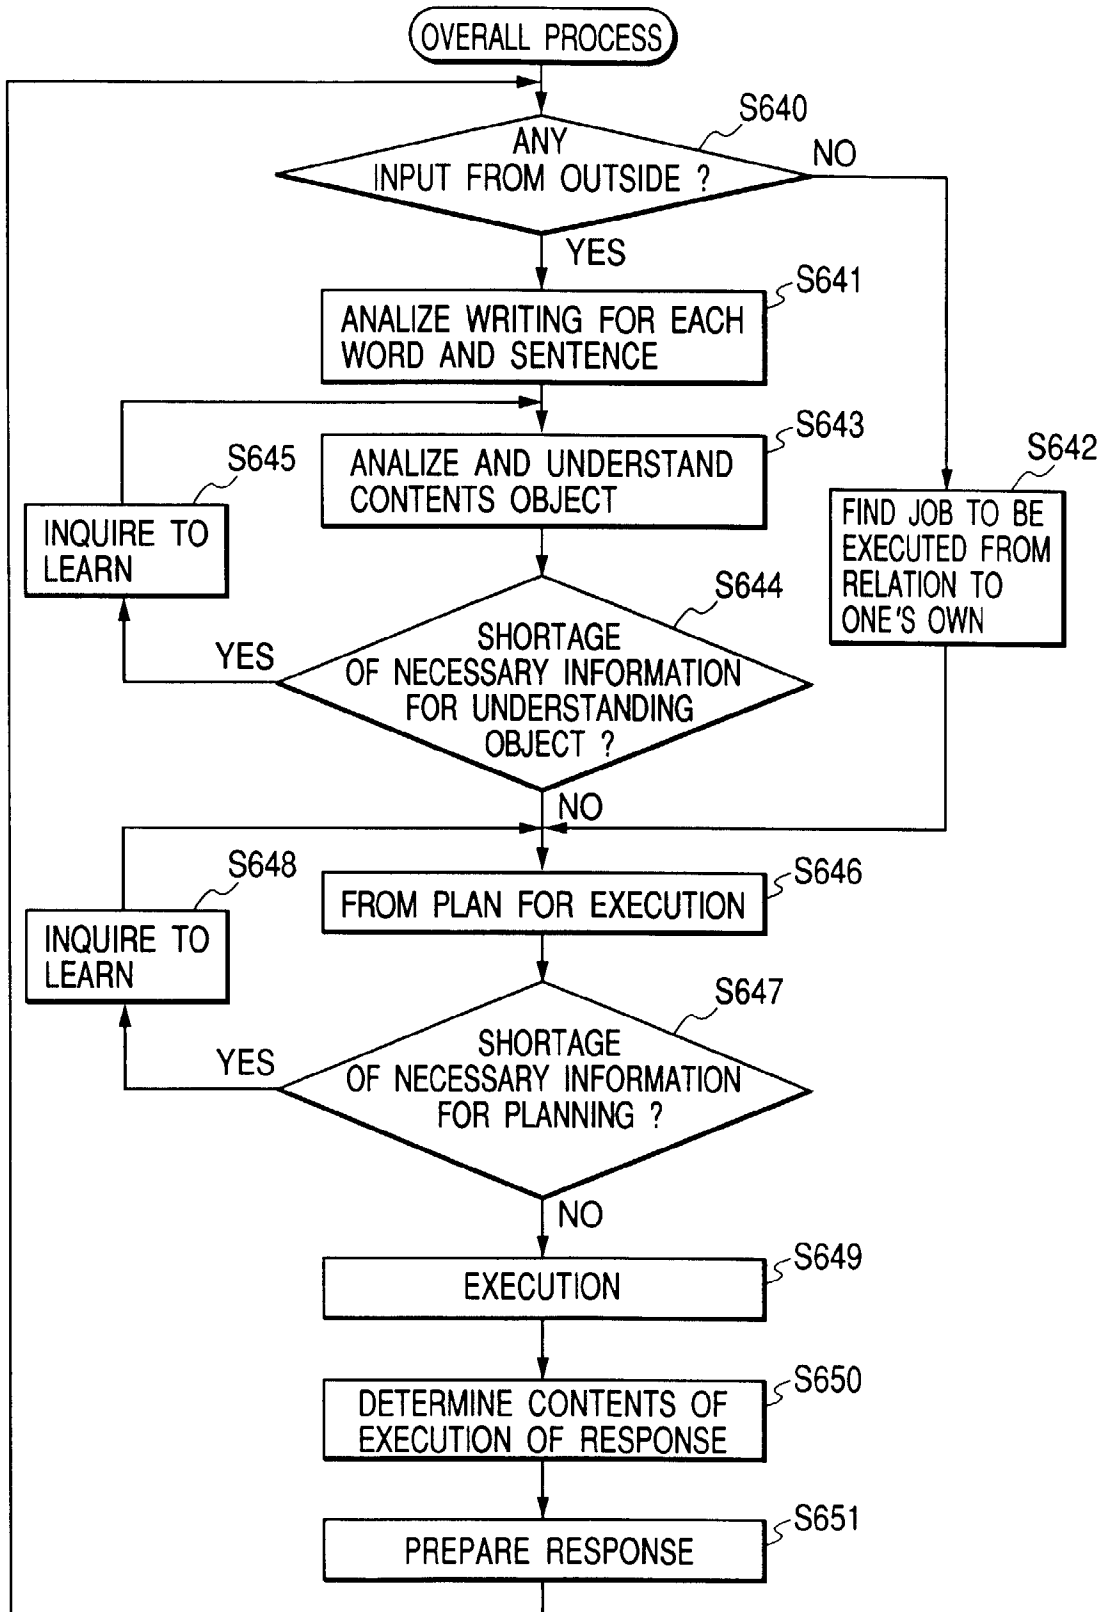 OVERALL PROCESS
S640
ANY
INPUT FROM OUTSIDE ?
NO
YES
S641
ANALIZE WRITING FOR EACH
WORD AND SENTENCE
S643
ANALIZE AND UNDERSTAND
CONTENTS OBJECT
S645
INQUIRE TO
LEARN
S642
FIND JOB TO BE
EXECUTED FROM
RELATION TO
ONE'S OWN
S644
SHORTAGE
OF NECESSARY INFORMATION
FOR UNDERSTANDING
OBJECT ?
YES
NO
S646
FROM PLAN FOR EXECUTION
S648
INQUIRE TO
LEARN
S647
SHORTAGE
OF NECESSARY INFORMATION
FOR PLANNING ?
YES
NO
S649
EXECUTION
S650
DETERMINE CONTENTS OF
EXECUTION OF RESPONSE
S651
PREPARE RESPONSE